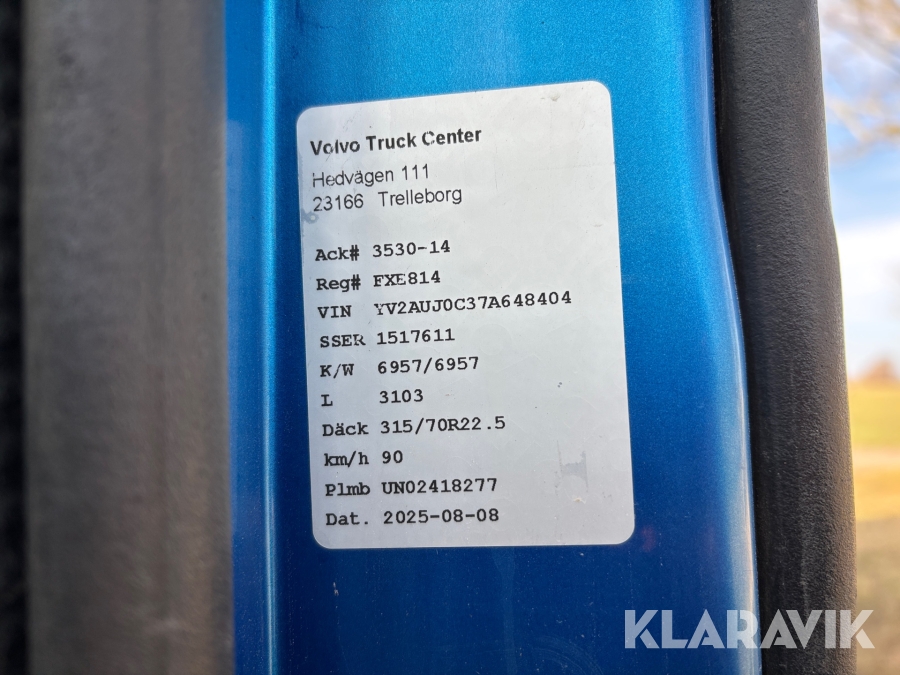 Volvo Truck Center
Hedvägen 111
23166 Trelleborg
Ack# 3530-14
Reg# FXE814
VIN YV2AUJ0C37A648404
SSER 1517611
K/W 6957/6957
L 3103
Däck 315/70R22.5
km/h 90
Plmb UN02418277
Dat. 2025-08-08
KLARAVIK